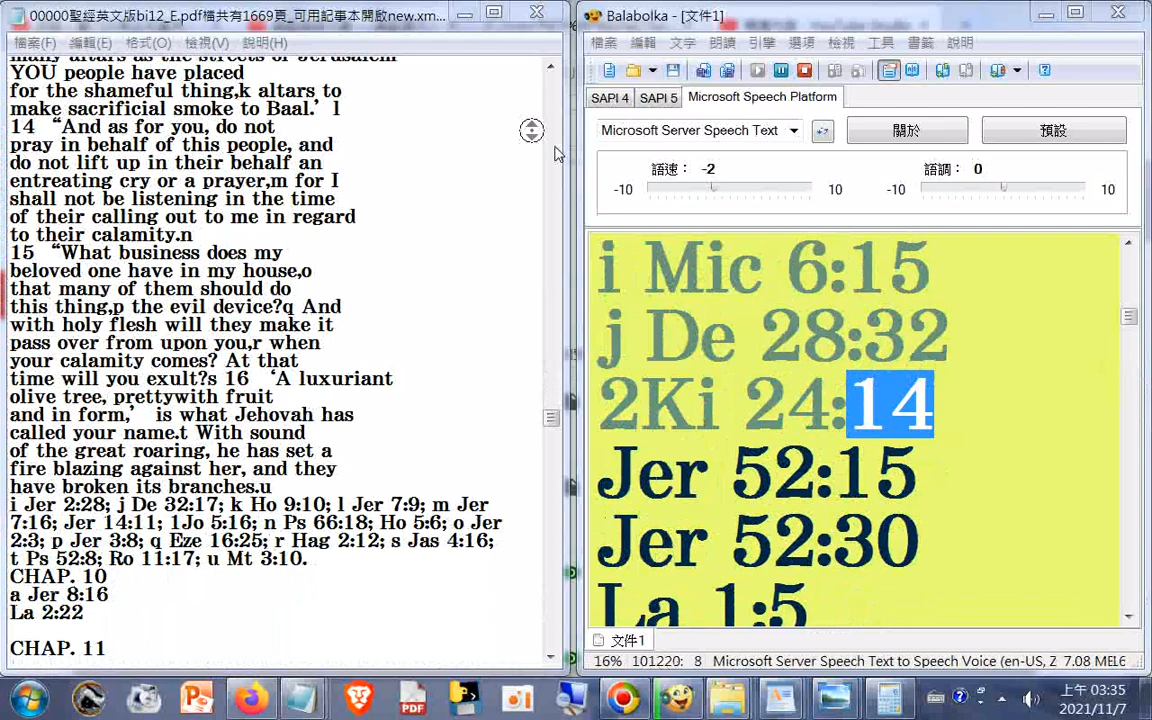 00000聖經英文版bi12_E.pdf檔共有1669頁_可用記事本開啟new.xm...
檔案(F) 編輯(E) 格式(O) 檢視(V) 說明(H)
many altars as the streets of Jerusalem
YOU people have placed
for the shameful thing,k altars to
make sacrificial smoke to Baal.’ l
14 “And as for you, do not
pray in behalf of this people, and
do not lift up in their behalf an
entreating cry or a prayer,m for I
shall not be listening in the time
of their calling out to me in regard
to their calamity.n
15 “What business does my
beloved one have in my house,o
that many of them should do
this thing,p the evil device?q And
with holy flesh will they make it
pass over from upon you,r when
your calamity comes? At that
time will you exult?s 16 ‘A luxuriant
olive tree, prettywith fruit
and in form,’ is what Jehovah has
called your name.t With sound
of the great roaring, he has set a
fire blazing against her, and they
have broken its branches.u
i Jer 2:28; j De 32:17; k Ho 9:10; l Jer 7:9; m Jer
7:16; Jer 14:11; 1Jo 5:16; n Ps 66:18; Ho 5:6; o Jer
2:3; p Jer 3:8; q Eze 16:25; r Hag 2:12; s Jas 4:16;
t Ps 52:8; Ro 11:17; u Mt 3:10.
CHAP. 10
a Jer 8:16
La 2:22
CHAP. 11
Balabolka - [文件1]
檔案 編輯 文字 朗讀 引擎 選項 檢視 工具 書籤 說明
SAPI 4 SAPI 5 Microsoft Speech Platform
Microsoft Server Speech Text 關於 預設
語速： -2 語調： 0
-10 10 -10 10
i Mic 6:15
j De 28:32
2Ki 24:14
Jer 52:15
Jer 52:30
La 1:5
文件1
16% 101220: 8 Microsoft Server Speech Text to Speech Voice (en-US, Z 7.08 МЕЦ6
上午 03:35
2021/11/7